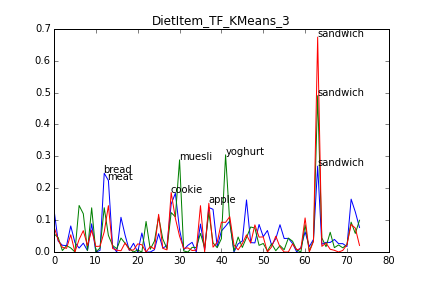 DietItem_TF_KMeans_3
0.7
0.6
0.5
0.4
0.3
0.2
0.1
0.0
sandwich
sandwich
sandwich
yoghurt
muesli
bread
meat
cookie
apple
0 10 20 30 40 50 60 70 80